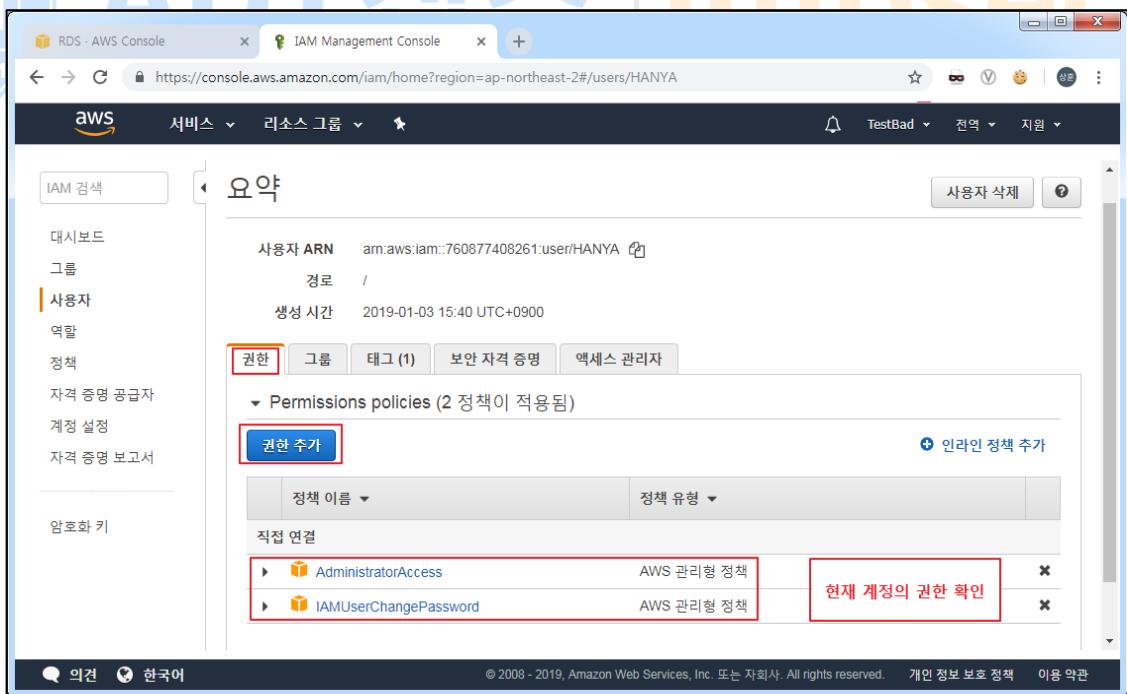 RDS - AWS Console
IAM Management Console
https://console.aws.amazon.com/iam/home?region=ap-northeast-2#/users/HANYA
상훈
aws
서비스
리소스 그룹
TestBad
전역
지원
IAM 검색
요약
사용자 삭제
대시보드
그룹
사용자
역할
정책
자격 증명 공급자
계정 설정
자격 증명 보고서
암호화 키
사용자 ARN arn:aws:iam::760877408261:user/HANYA
경로 /
생성 시간 2019-01-03 15:40 UTC+0900
권한 그룹 태그 (1) 보안 자격 증명 액세스 관리자
Permissions policies (2 정책이 적용됨)
권한 추가
인라인 정책 추가
정책 이름 정책 유형
직접 연결
AdministratorAccess AWS 관리형 정책
IAMUserChangePassword AWS 관리형 정책
현재 계정의 권한 확인
의견 한국어 © 2008 - 2019, Amazon Web Services, Inc. 또는 자회사. All rights reserved. 개인 정보 보호 정책 이용 약관